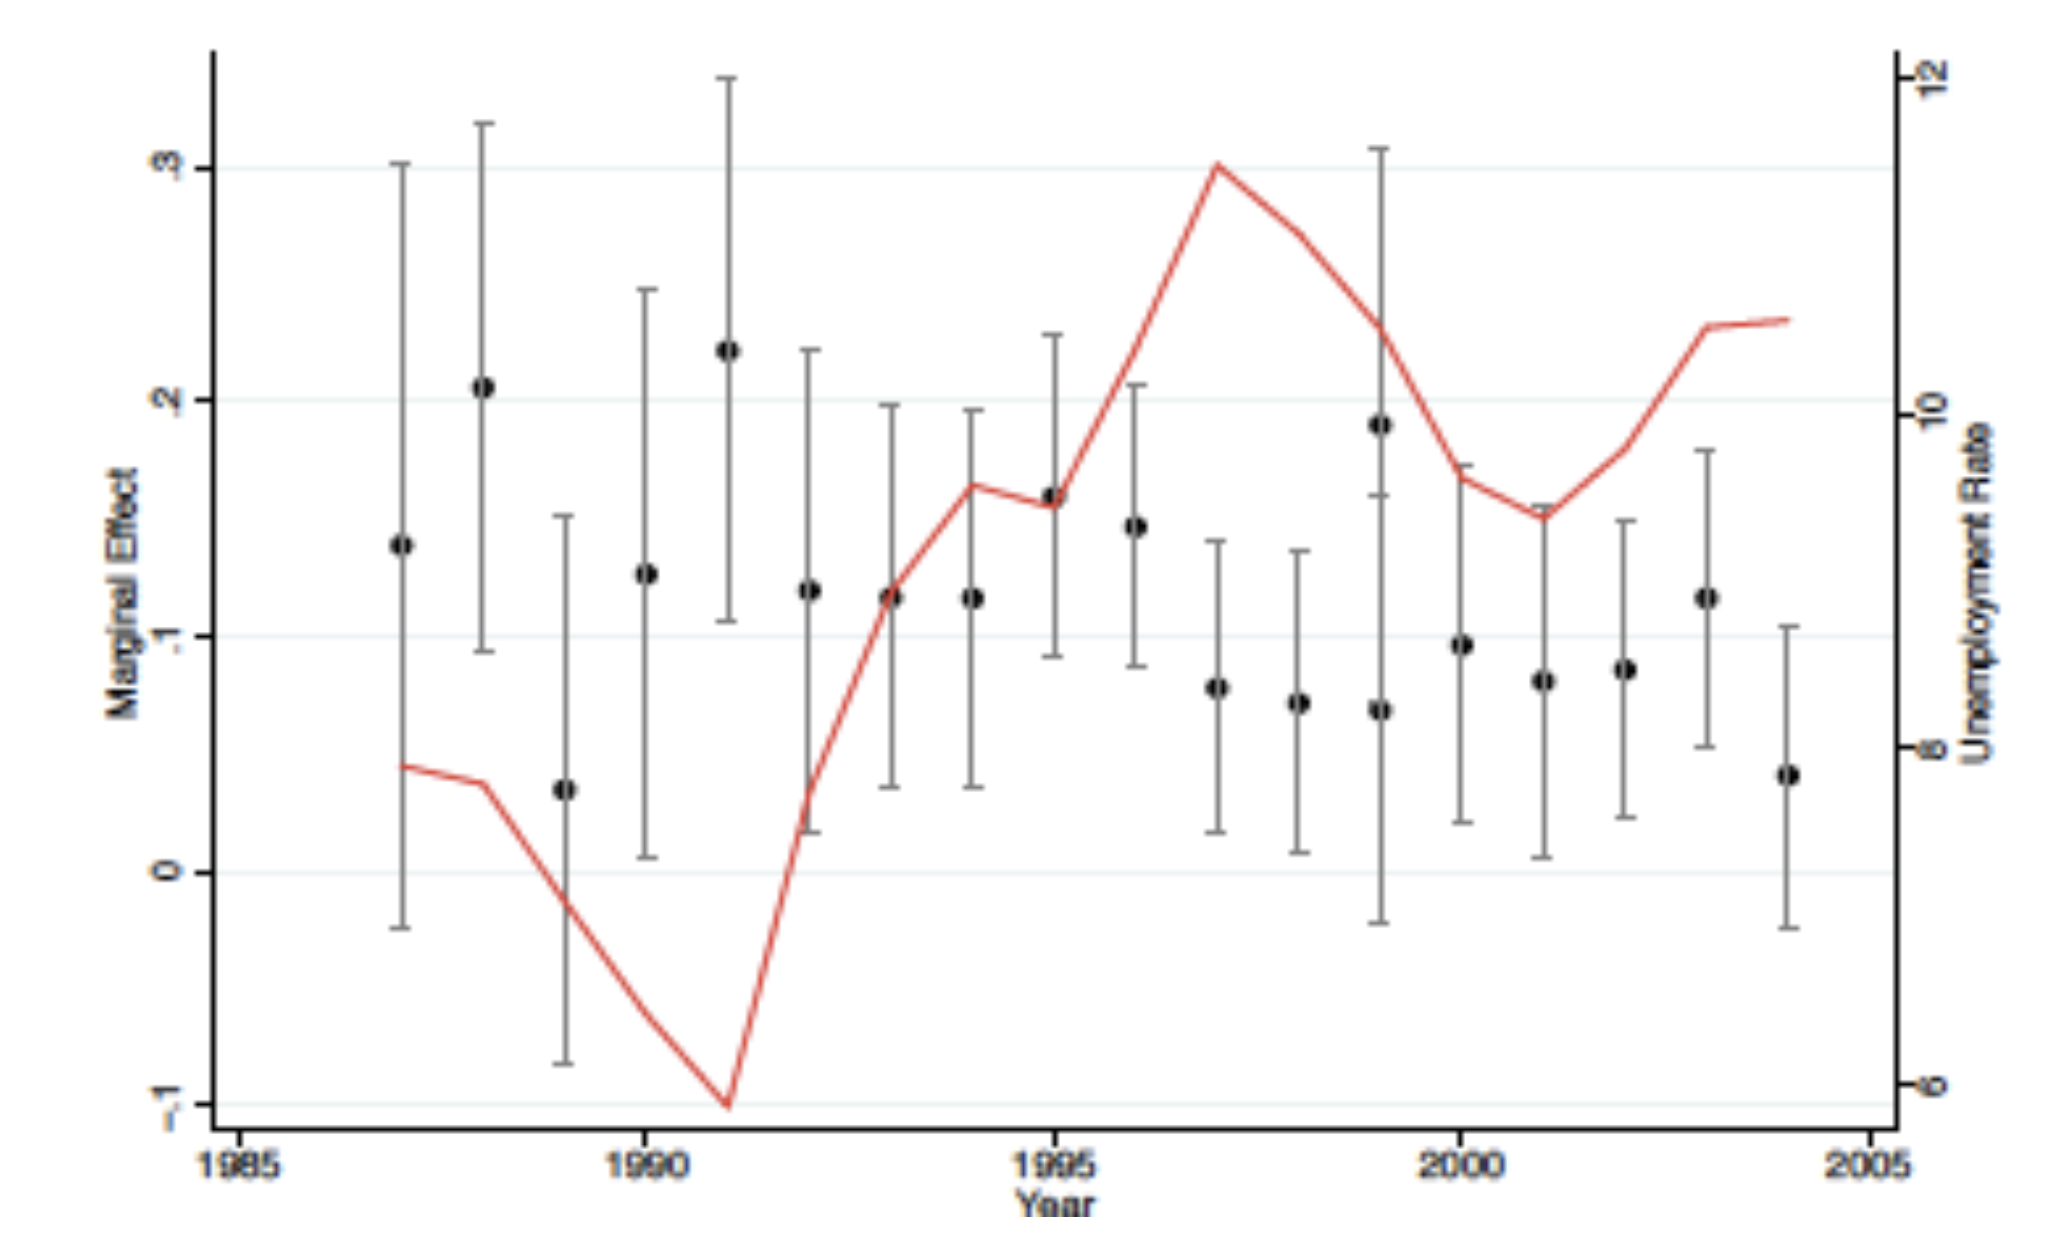 Marginal Effect
.3
.2
.1
0
-.1
12
10
8
6
Unemployment Rate
1985 1990 1995 2000 2005
Year